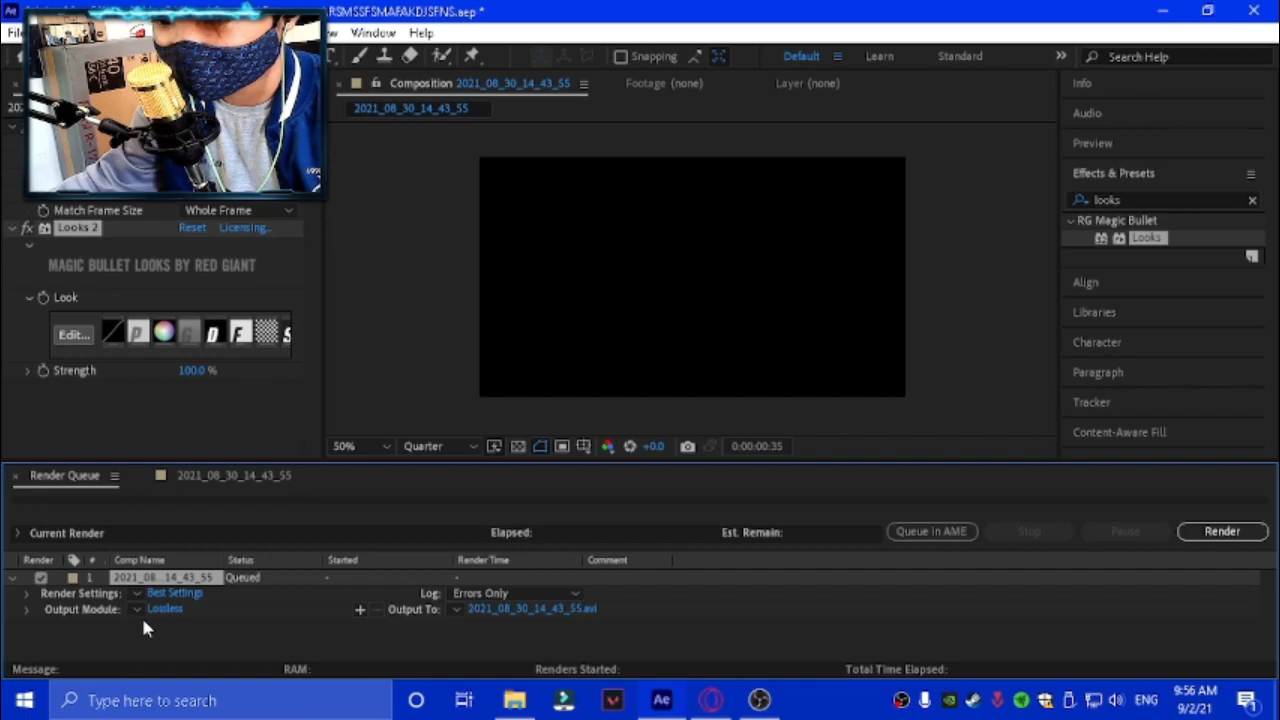 RSMSSFSMAFAKDJSFNS.aep *
Window Help
Snapping Default Learn Standard Search Help
Composition 2021_08_30_14_43_55 Footage (none) Layer (none)
2021_08_30_14_43_55
Match Frame Size Whole Frame
fx Looks 2 Reset Licensing...
MAGIC BULLET LOOKS BY RED GIANT
Look
Edit...
Strength 100.0 %
Info
Audio
Preview
Effects & Presets
looks
RG Magic Bullet
Looks
Align
Libraries
Character
Paragraph
Tracker
Content-Aware Fill
50% Quarter +0.0 0:00:00:35
Render Queue 2021_08_30_14_43_55
Current Render Elapsed: Est. Remain: Queue in AME Stop Pause Render
Render # Comp Name Status Started Render Time Comment
1 2021_08...14_43_55 Queued - -
Render Settings: Best Settings Log: Errors Only
Output Module: Lossless Output To: 2021_08_30_14_43_55.avi
Message: RAM: Renders Started: Total Time Elapsed:
Type here to search Ae ENG 9:56 AM
9/2/21